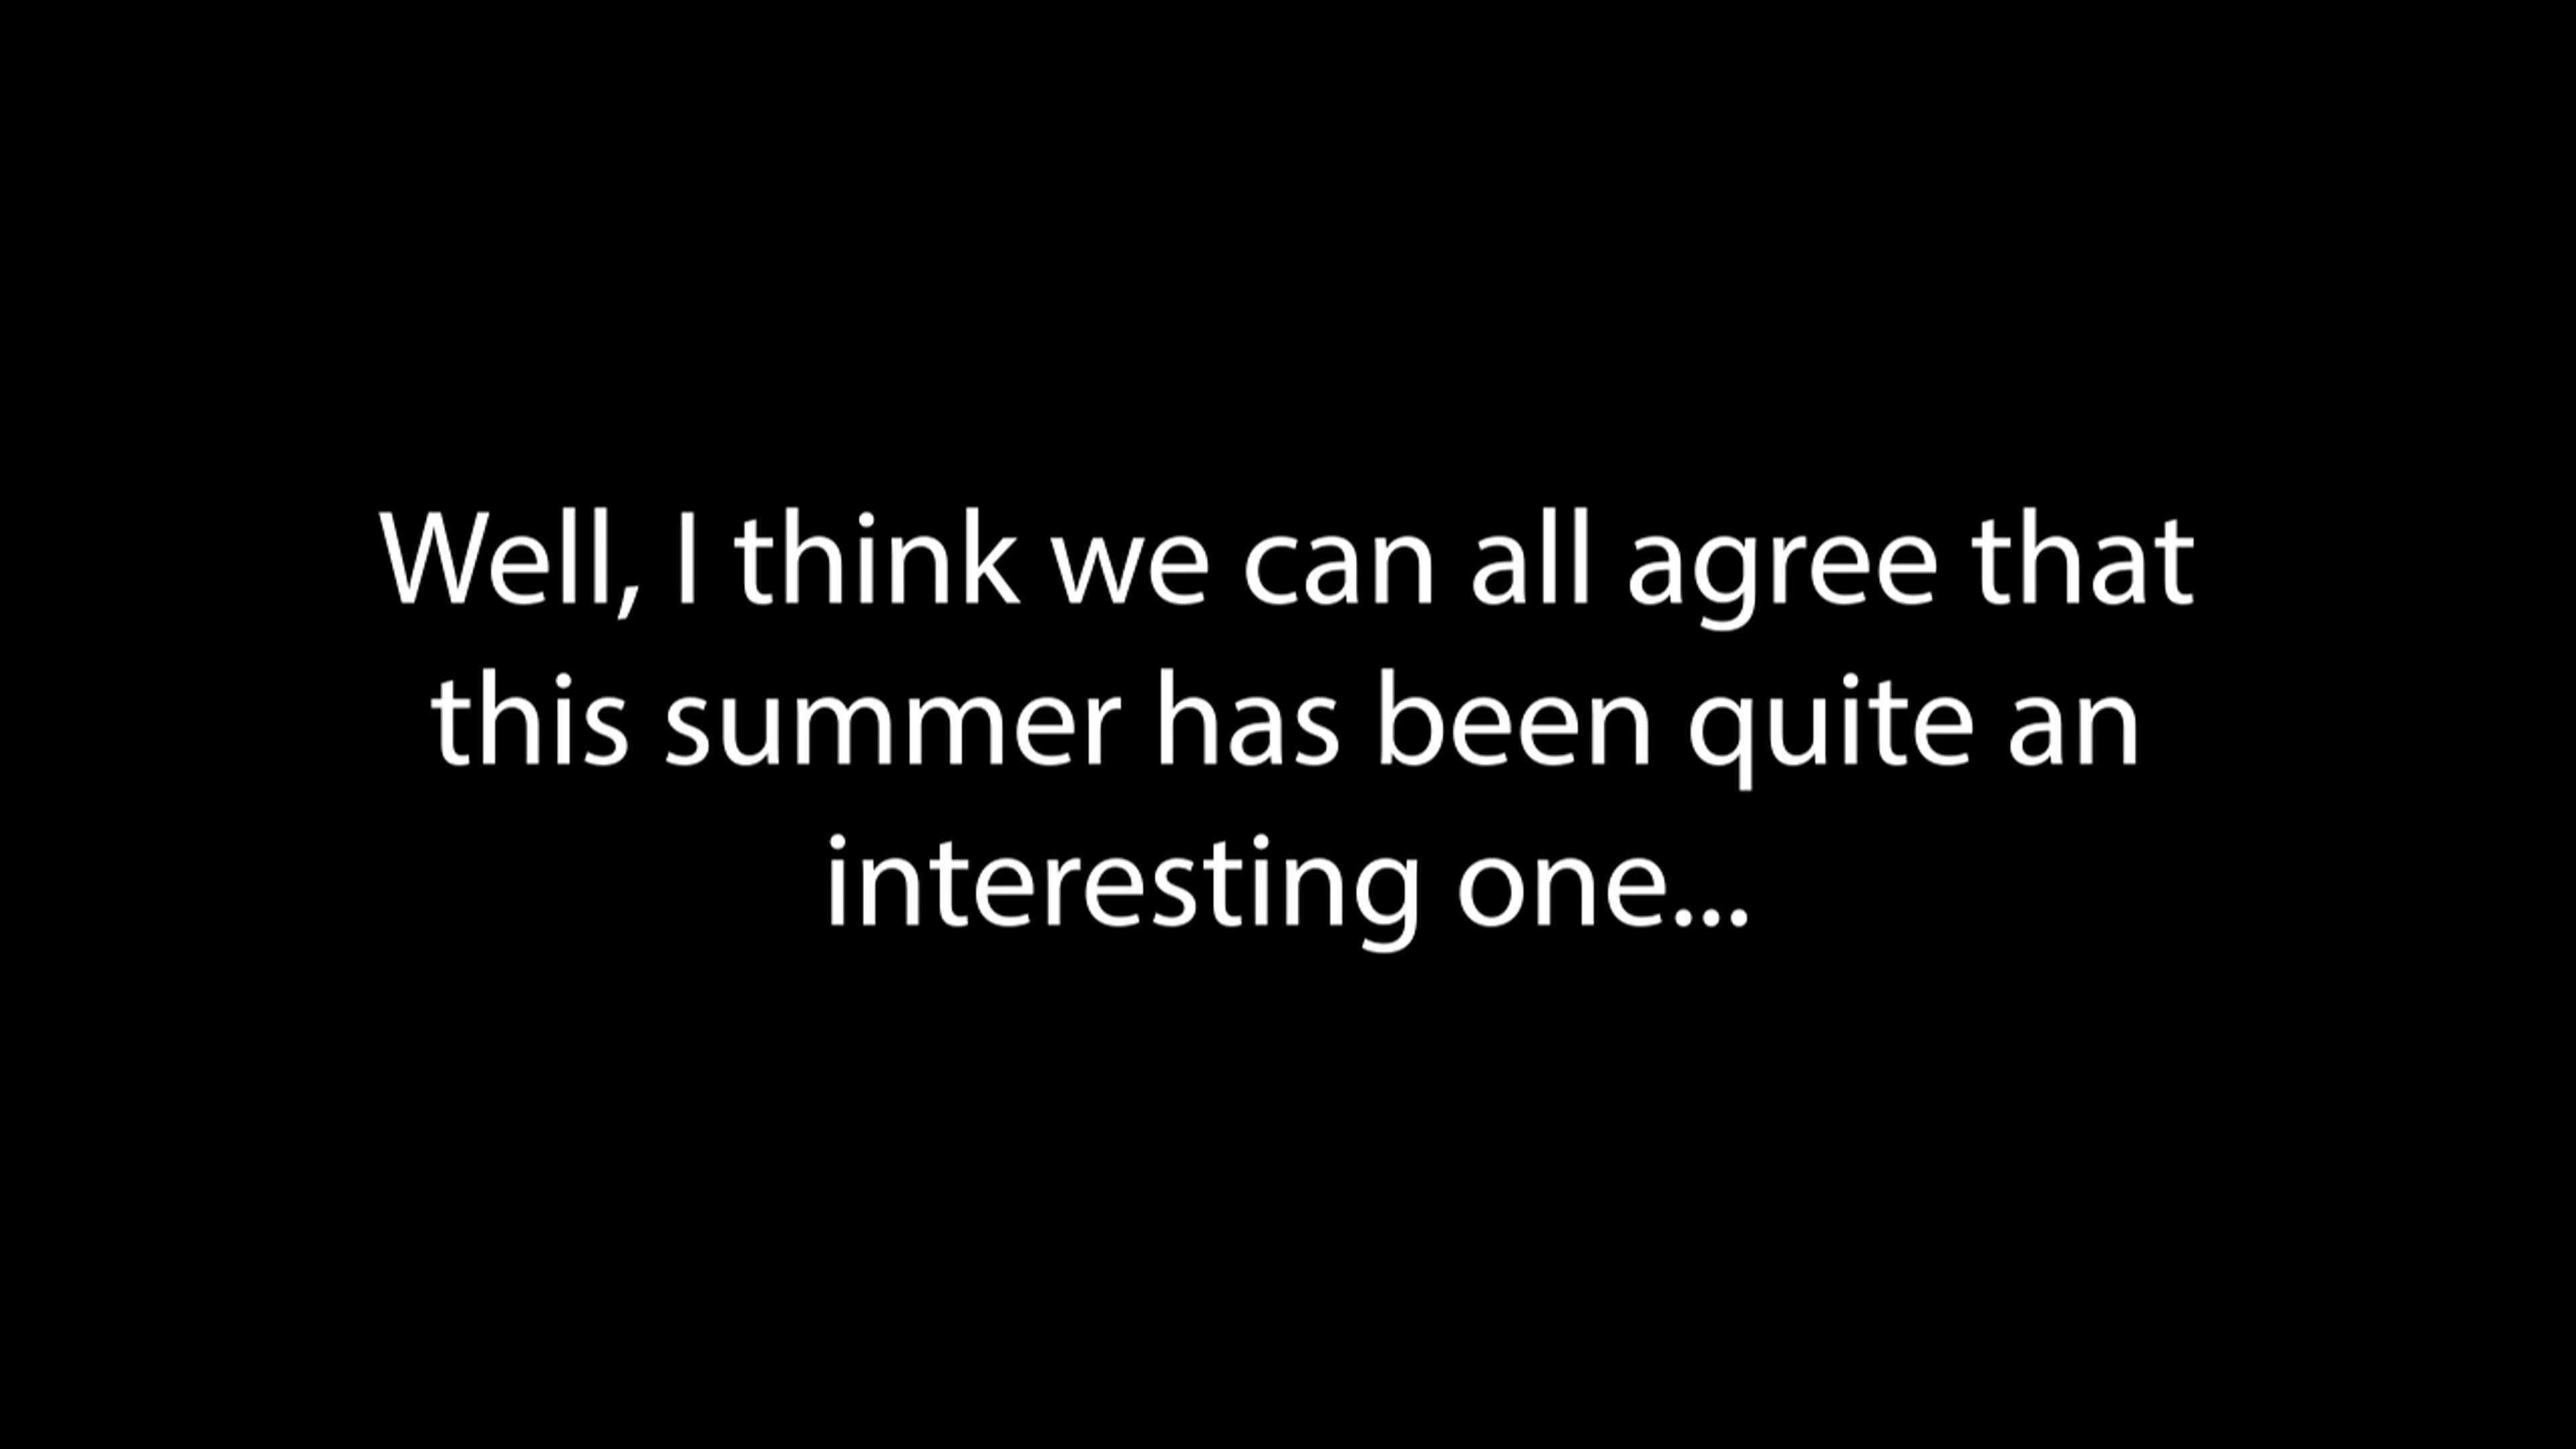 Well, I think we can all agree that
this summer has been quite an
interesting one...